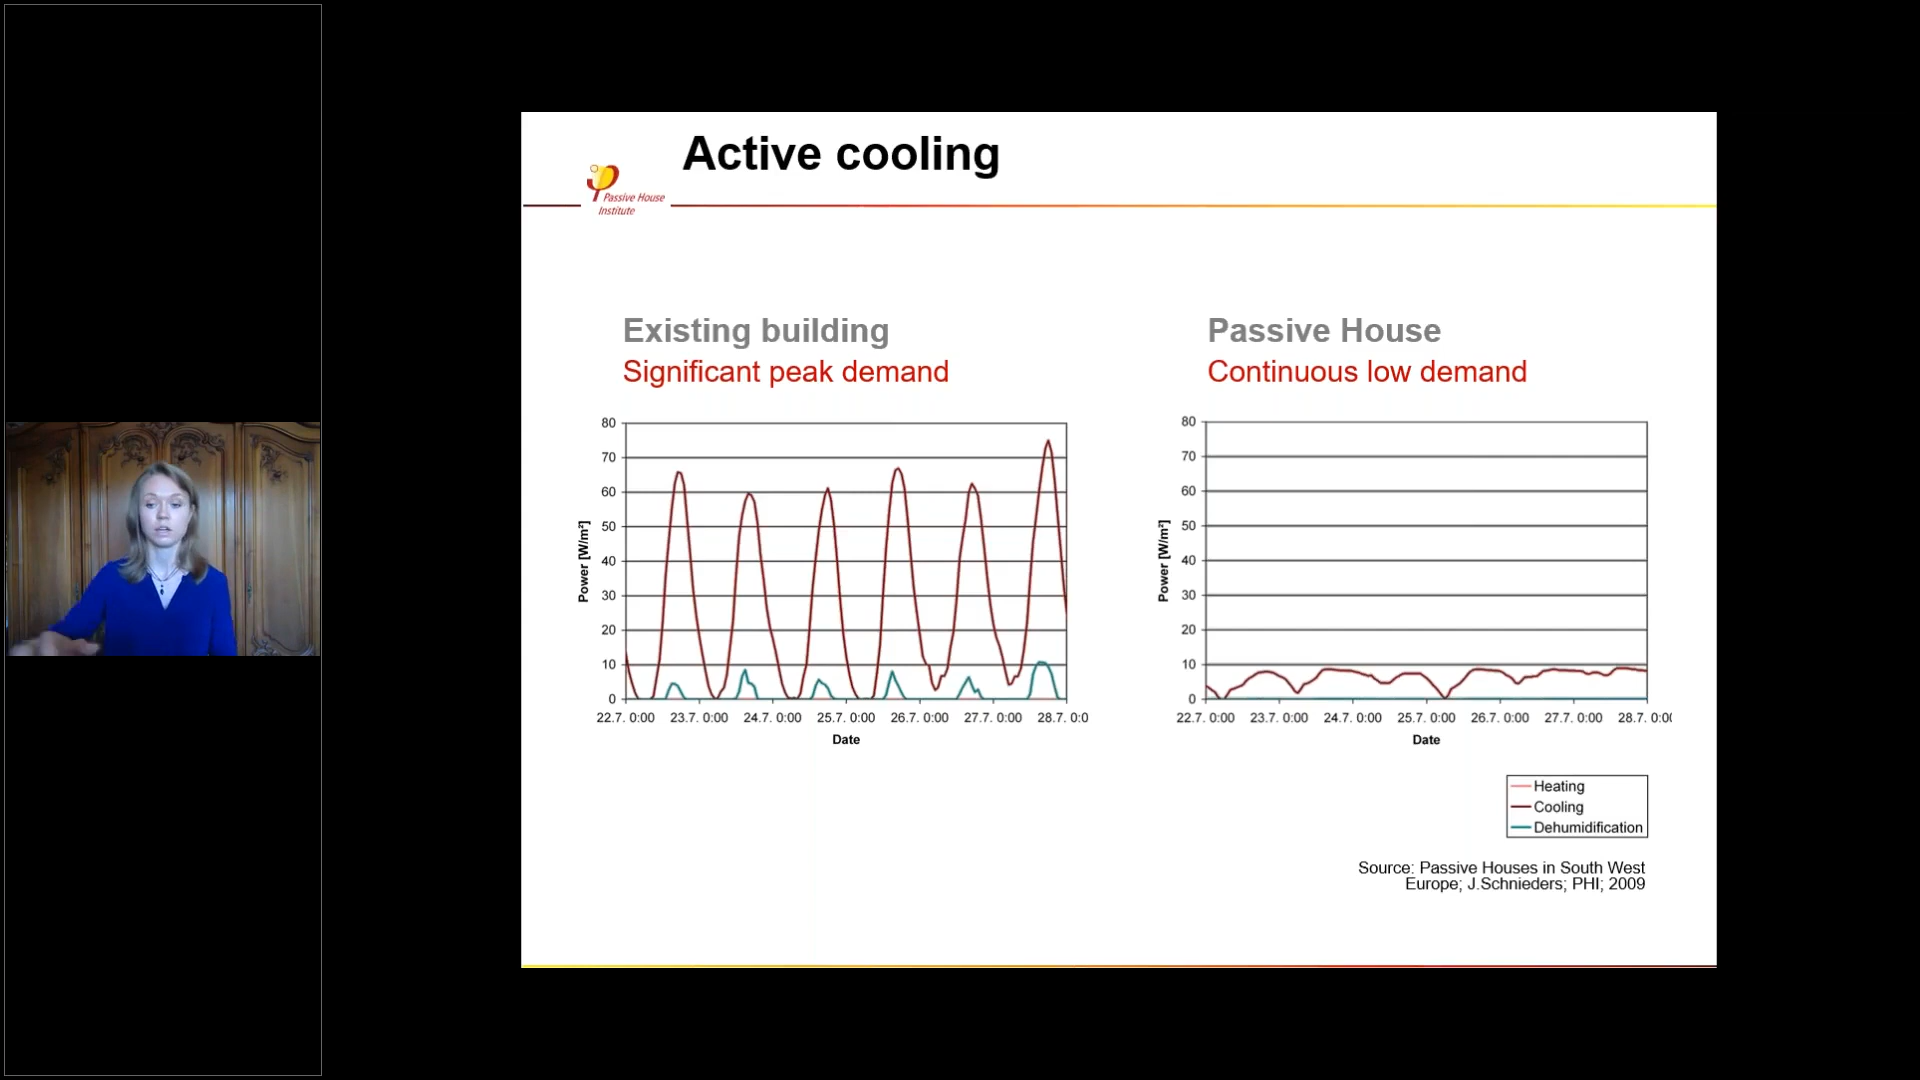 Active cooling
Passive House
Institute
Existing building
Significant peak demand
80
70
60
50
40
30
20
10
0
Power [W/m²]
22.7. 0:00 23.7. 0:00 24.7. 0:00 25.7. 0:00 26.7. 0:00 27.7. 0:00 28.7. 0:0
Date
Passive House
Continuous low demand
80
70
60
50
40
30
20
10
0
Power [W/m²]
22.7. 0:00 23.7. 0:00 24.7. 0:00 25.7. 0:00 26.7. 0:00 27.7. 0:00 28.7. 0:00
Date
Heating
Cooling
Dehumidification
Source: Passive Houses in South West
Europe; J.Schnieders; PHI; 2009